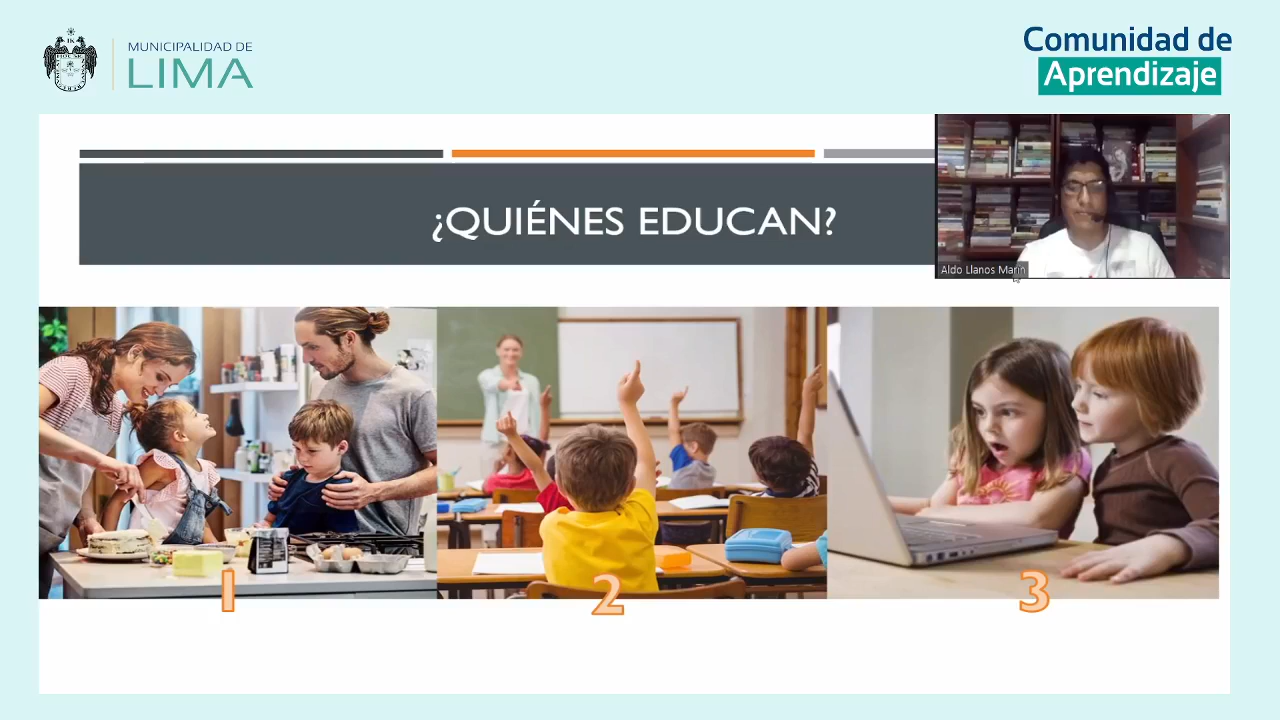 MUNICIPALIDAD DE
LIMA
Comunidad de
Aprendizaje
¿QUIÉNES EDUCAN?
Aldo Llanos Marín
1
2
3